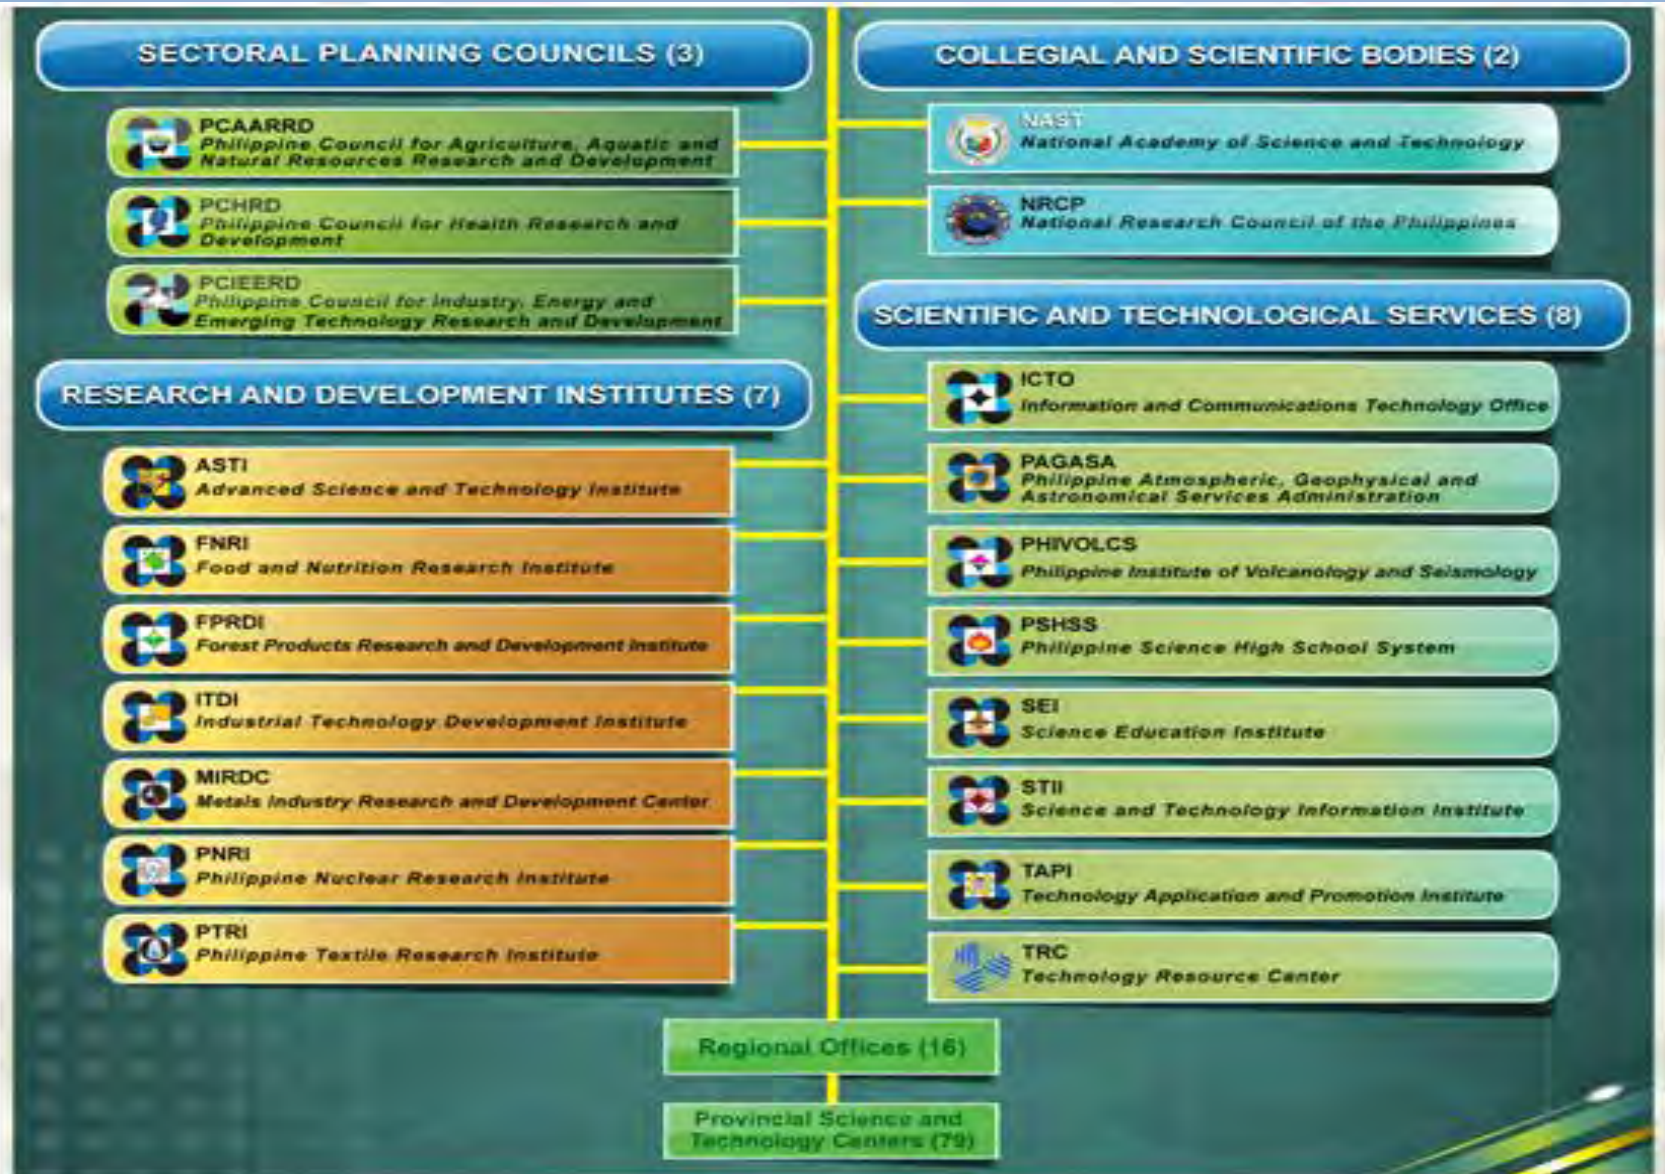 SECTORAL PLANNING COUNCILS (3)
PCAARRD
Philippine Council for Agriculture, Aquatic and
Natural Resources Research and Development
PCHRD
Philippine Council for Health Research and
Development
PCIEERD
Philippine Council for Industry, Energy and
Emerging Technology Research and Development
RESEARCH AND DEVELOPMENT INSTITUTES (7)
ASTI
Advanced Science and Technology Institute
FNRI
Food and Nutrition Research Institute
FPRDI
Forest Products Research and Development Institute
ITDI
Industrial Technology Development Institute
MIRDC
Metals Industry Research and Development Center
PNRI
Philippine Nuclear Research Institute
PTRI
Philippine Textile Research Institute
COLLEGIAL AND SCIENTIFIC BODIES (2)
NAST
National Academy of Science and Technology
NRCP
National Research Council of the Philippines
SCIENTIFIC AND TECHNOLOGICAL SERVICES (8)
ICTO
Information and Communications Technology Office
PAGASA
Philippine Atmospheric, Geophysical and
Astronomical Services Administration
PHIVOLCS
Philippine Institute of Volcanology and Seismology
PSHSS
Philippine Science High School System
SEI
Science Education Institute
STII
Science and Technology Information Institute
TAPI
Technology Application and Promotion Institute
TRC
Technology Resource Center
Regional Offices (16)
Provincial Science and
Technology Centers (79)